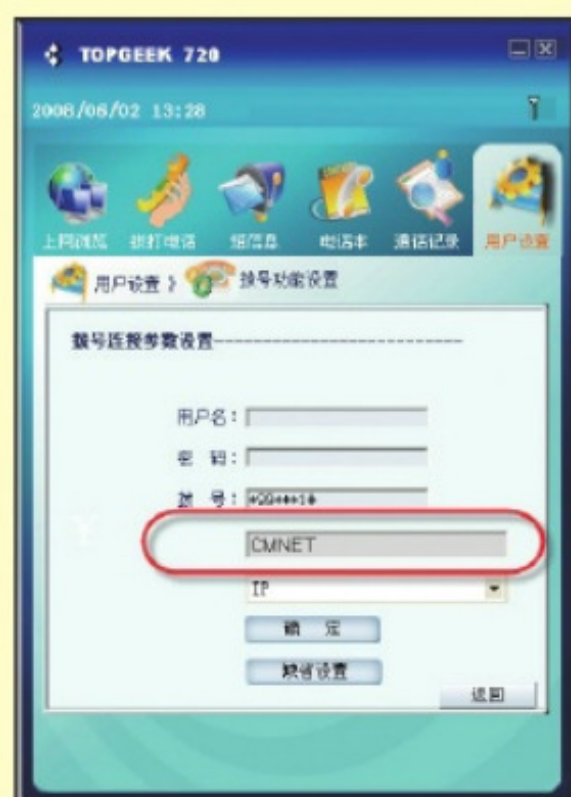 TOPGEEK 720
2008/06/02 13:28
上网浏览 拨打电话 短信息 电话本 通话记录 用户设置
用户设置 》 拨号功能设置
拨号连接参数设置
用户名:
密 码:
拨 号: *99***1#
CMNET
IP
确 定
缺省设置
返回